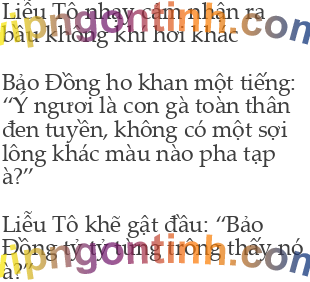 Liễu Tô nhạy cảm nhận ra
bầu không khí hơi khác
Bảo Đồng ho khan một tiếng:
“Ý ngươi là con gà toàn thân
đen tuyền, không có một sợi
lông khác màu nào pha tạp
à?”
Liễu Tô khẽ gật đầu: “Bảo
Đồng tỷ tỷ từng trông thấy nó
à?”